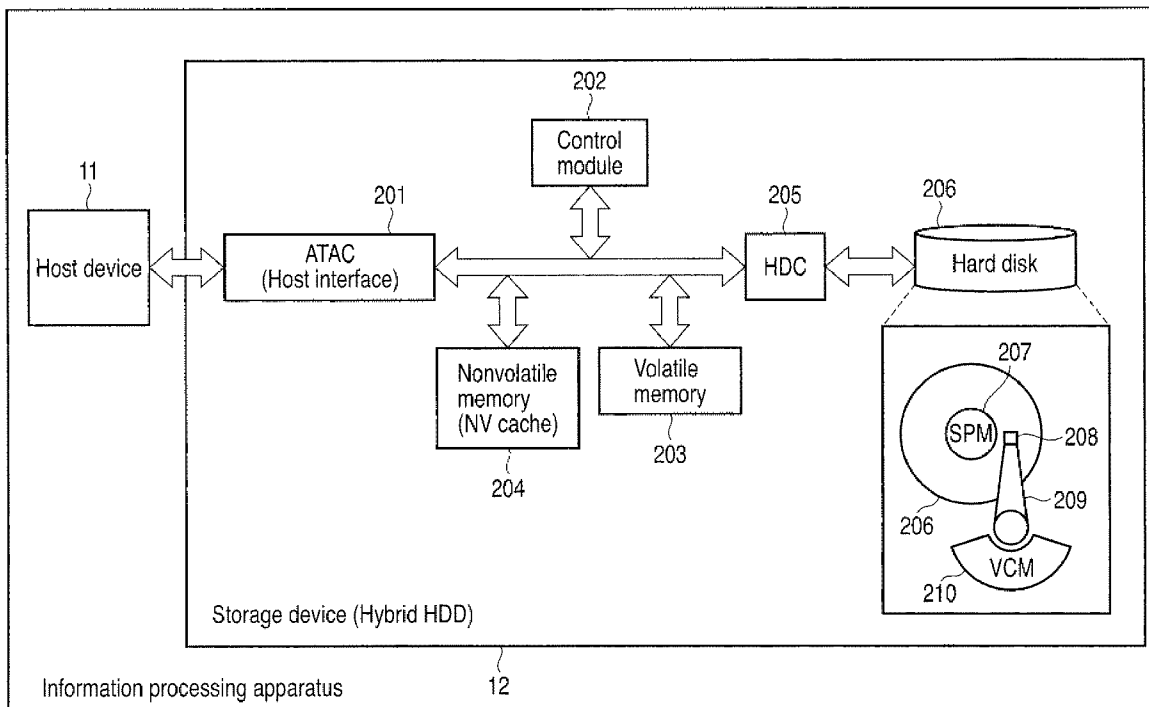 202
Control
module
11
201
205
206
Host device
ATAC
(Host interface)
HDC
Hard disk
Nonvolatile
memory
(NV cache)
Volatile
memory
204
203
207
SPM
208
206
209
VCM
210
Storage device (Hybrid HDD)
12
Information processing apparatus